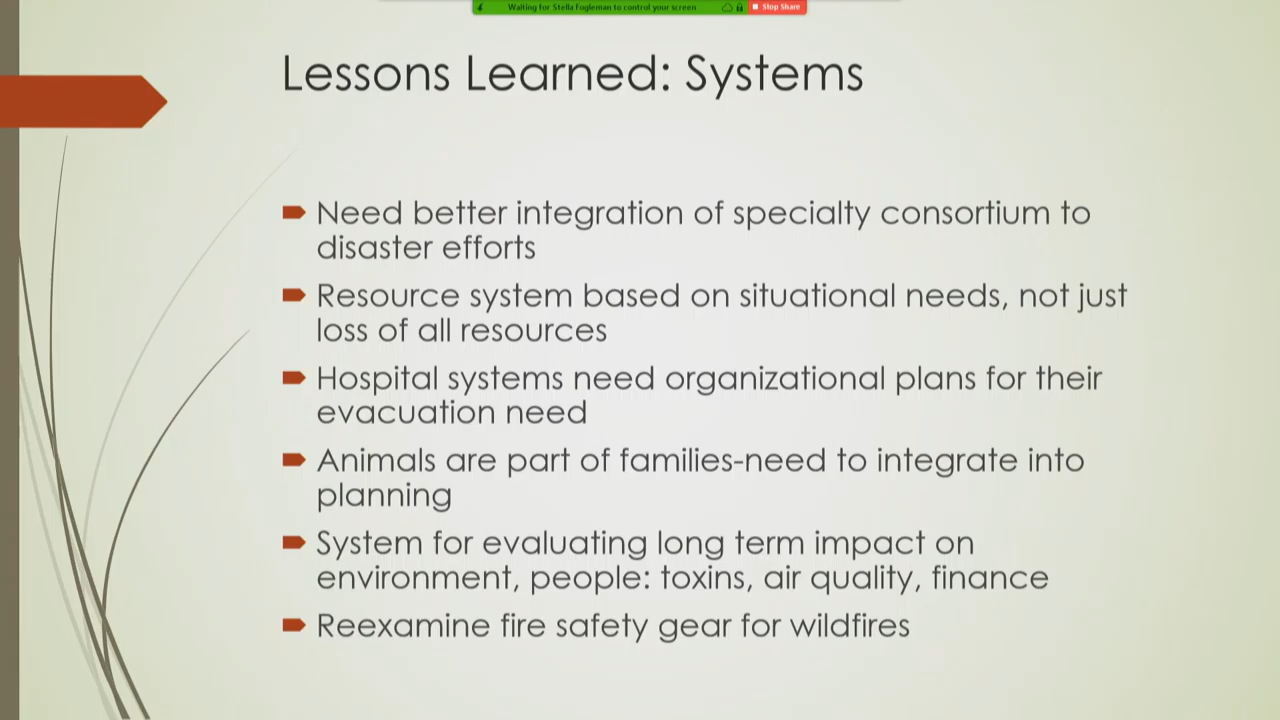 Waiting for Stella Fogleman to control your screen
Stop Share
Lessons Learned: Systems
Need better integration of specialty consortium to
disaster efforts
Resource system based on situational needs, not just
loss of all resources
Hospital systems need organizational plans for their
evacuation need
Animals are part of families-need to integrate into
planning
System for evaluating long term impact on
environment, people: toxins, air quality, finance
Reexamine fire safety gear for wildfires